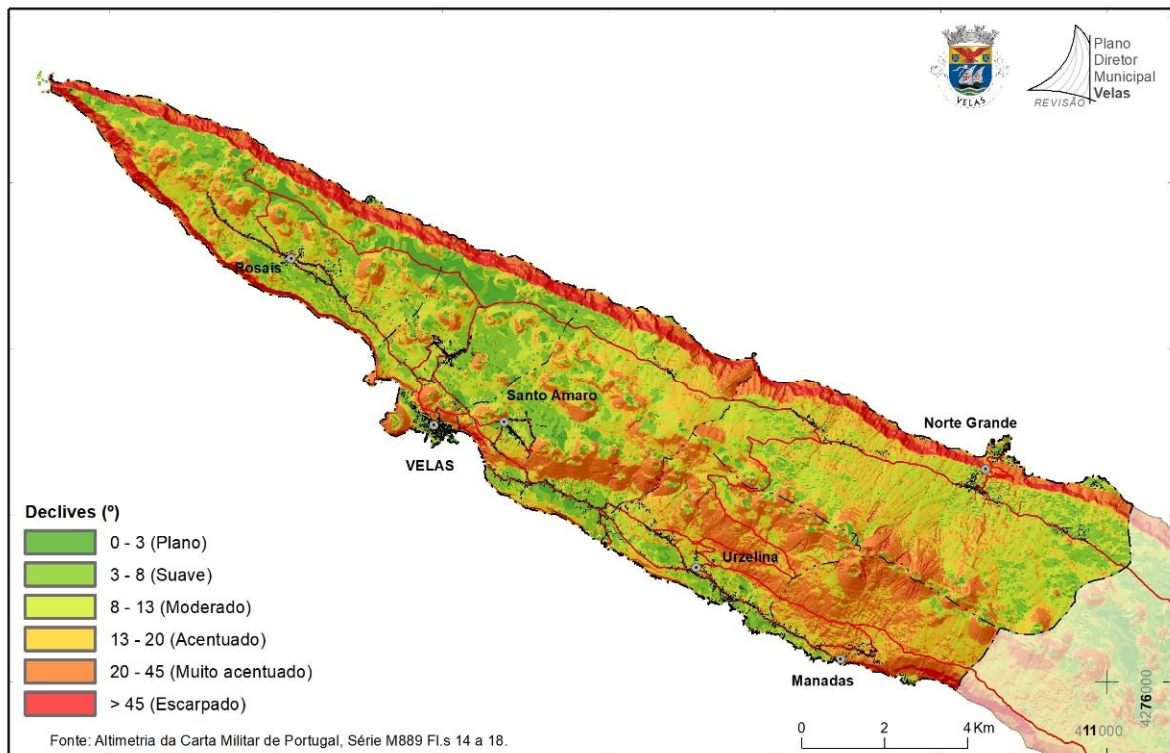 VELAS
Plano
Diretor
Municipal
Velas
REVISÃO
Rosais
Santo Amaro
VELAS
Norte Grande
Urzelina
Manadas
Declives (º)
0 - 3 (Plano)
3 - 8 (Suave)
8 - 13 (Moderado)
13 - 20 (Acentuado)
20 - 45 (Muito acentuado)
> 45 (Escarpado)
Fonte: Altimetria da Carta Militar de Portugal, Série M889 Fl.s 14 a 18.
0 2 4 Km
411000
4276000